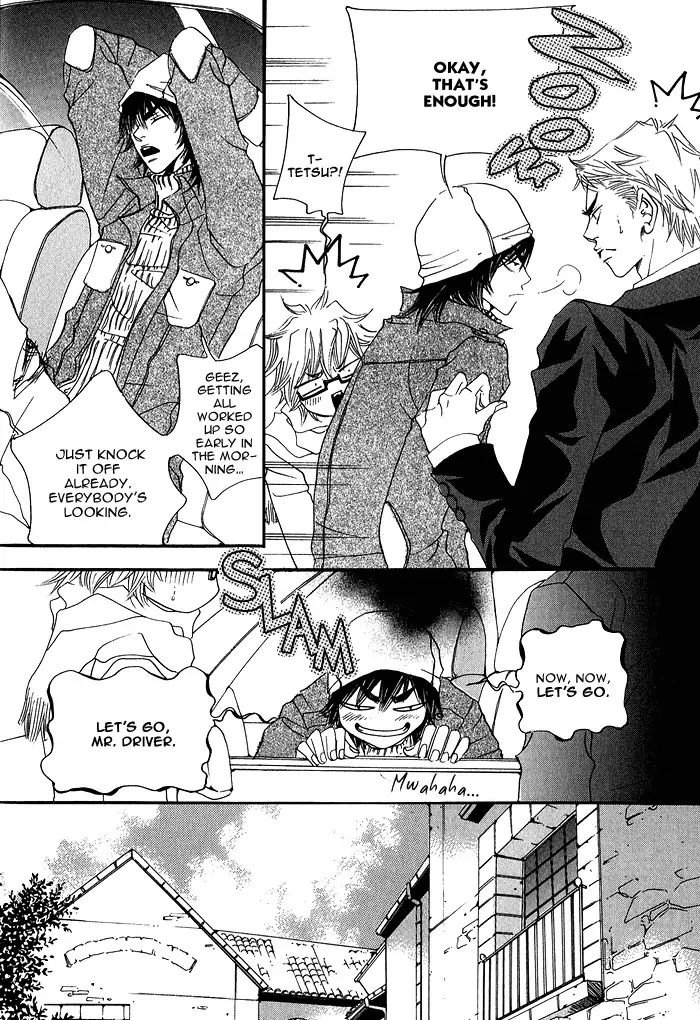 OKAY,
THAT'S
ENOUGH!
NOOOM
T-
TETSU?!
GEEZ,
GETTING
ALL
WORKED
UP SO
EARLY IN
THE MOR-
NING...
JUST KNOCK
IT OFF
ALREADY.
EVERYBODY'S
LOOKING.
SLAM
NOW, NOW,
LET'S GO.
LET'S GO,
MR. DRIVER.
Mwahaha...